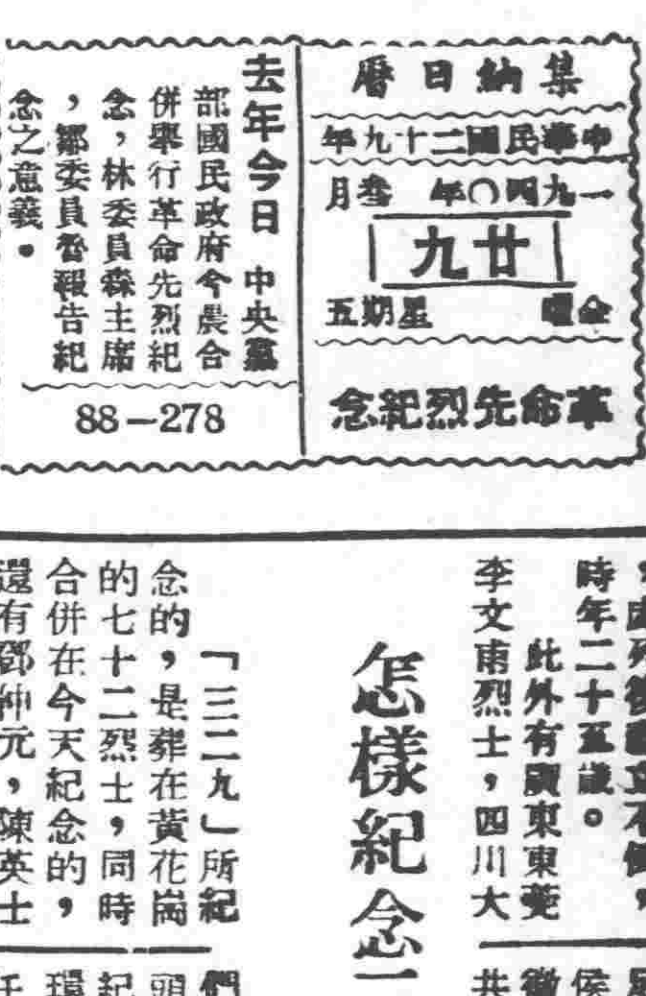 集納日曆
中華民國二十九年
一九四〇年 叁月
廿九
金曜 星期五
革命先烈紀念
去年今日 中央黨
部國民政府今晨合
併舉行革命先烈紀
念，林委員森主席
，鄒委員魯報告紀
念之意義。
88－278
時年二十五歲。
此外有廣東東莞
李文甫烈士，四川大
怎樣紀念
「三二九」所紀
念的，是葬在黃花崗
的七十二烈士，同時
合併在今天紀念的，
還有鄧仲元，陳英士